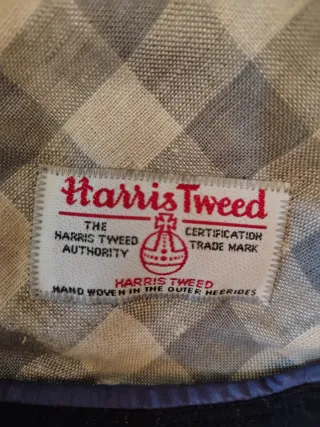 Harris Tweed
THE HARRIS TWEED AUTHORITY
CERTIFICATION TRADE MARK
HARRIS TWEED
HAND WOVEN IN THE OUTER HEBRIDES